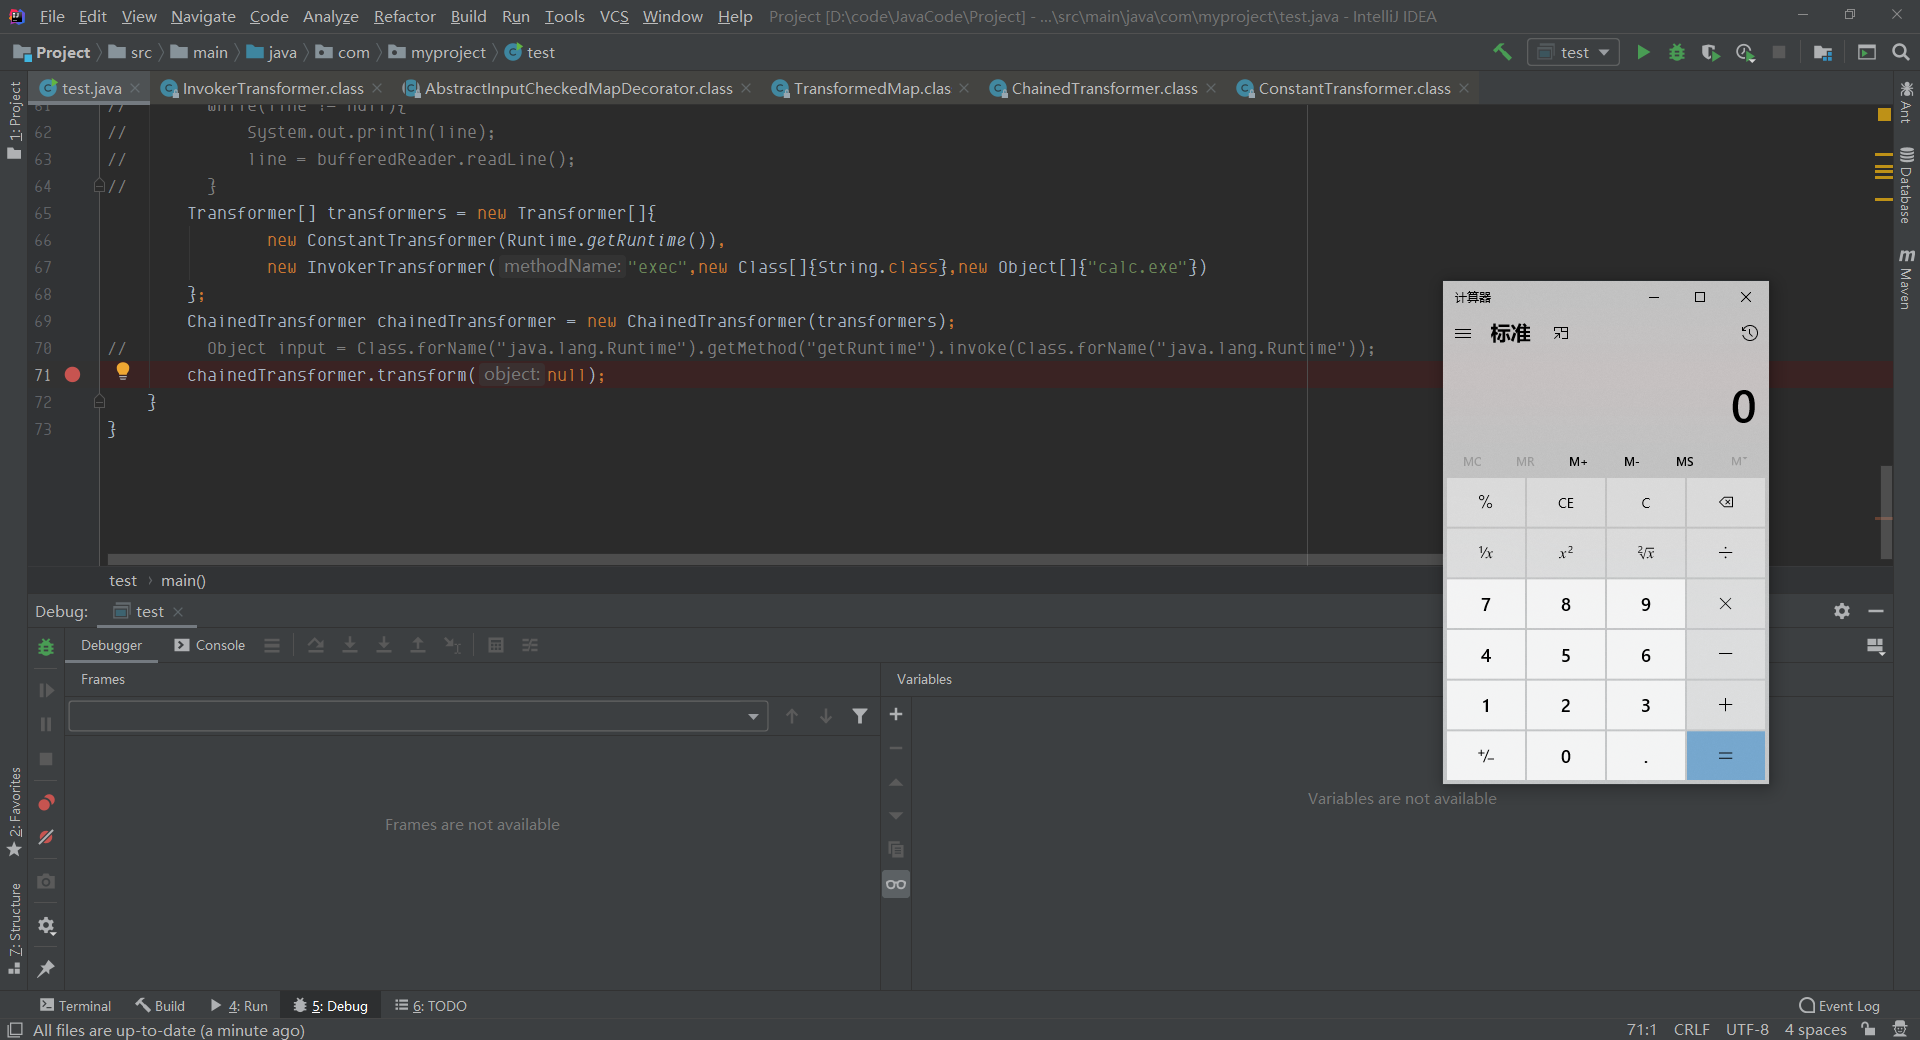 File Edit View Navigate Code Analyze Refactor Build Run Tools VCS Window Help Project [D:\code\JavaCode\Project] - ...\src\main\java\com\myproject\test.java - IntelliJ IDEA
Project src main java com myproject test
test
test.java InvokerTransformer.class AbstractInputCheckedMapDecorator.class TransformedMap.clas ChainedTransformer.class ConstantTransformer.class
61 // while(line != null){
62 // System.out.println(line);
63 // line = bufferedReader.readLine();
64 // }
65 Transformer[] transformers = new Transformer[]{
66 new ConstantTransformer(Runtime.getRuntime()),
67 new InvokerTransformer( methodName: "exec",new Class[]{String.class},new Object[]{"calc.exe"})
68 };
69 ChainedTransformer chainedTransformer = new ChainedTransformer(transformers);
70 // Object input = Class.forName("java.lang.Runtime").getMethod("getRuntime").invoke(Class.forName("java.lang.Runtime"));
71 chainedTransformer.transform( object: null);
72 }
73 }
1: Project
2: Favorites
7: Structure
Ant
Database
m Maven
计算器
标准
0
MC MR M+ M- MS M˅
% CE C
¹/x x² ²√x ÷
7 8 9 ×
4 5 6 −
1 2 3 +
+/− 0 . =
test › main()
Debug: test
Debugger Console
Frames
Variables
Frames are not available
Variables are not available
Terminal Build 4: Run 5: Debug 6: TODO Event Log
All files are up-to-date (a minute ago) 71:1 CRLF UTF-8 4 spaces